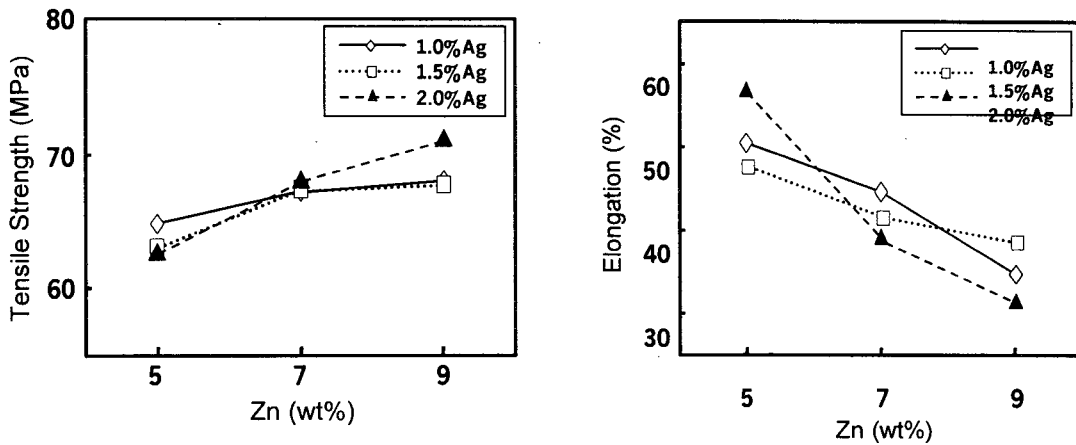 Tensile Strength (MPa)
80
70
60
5 7 9
Zn (wt%)
1.0%Ag
1.5%Ag
2.0%Ag
Elongation (%)
60
50
40
30
5 7 9
Zn (wt%)
1.0%Ag
1.5%Ag
2.0%Ag